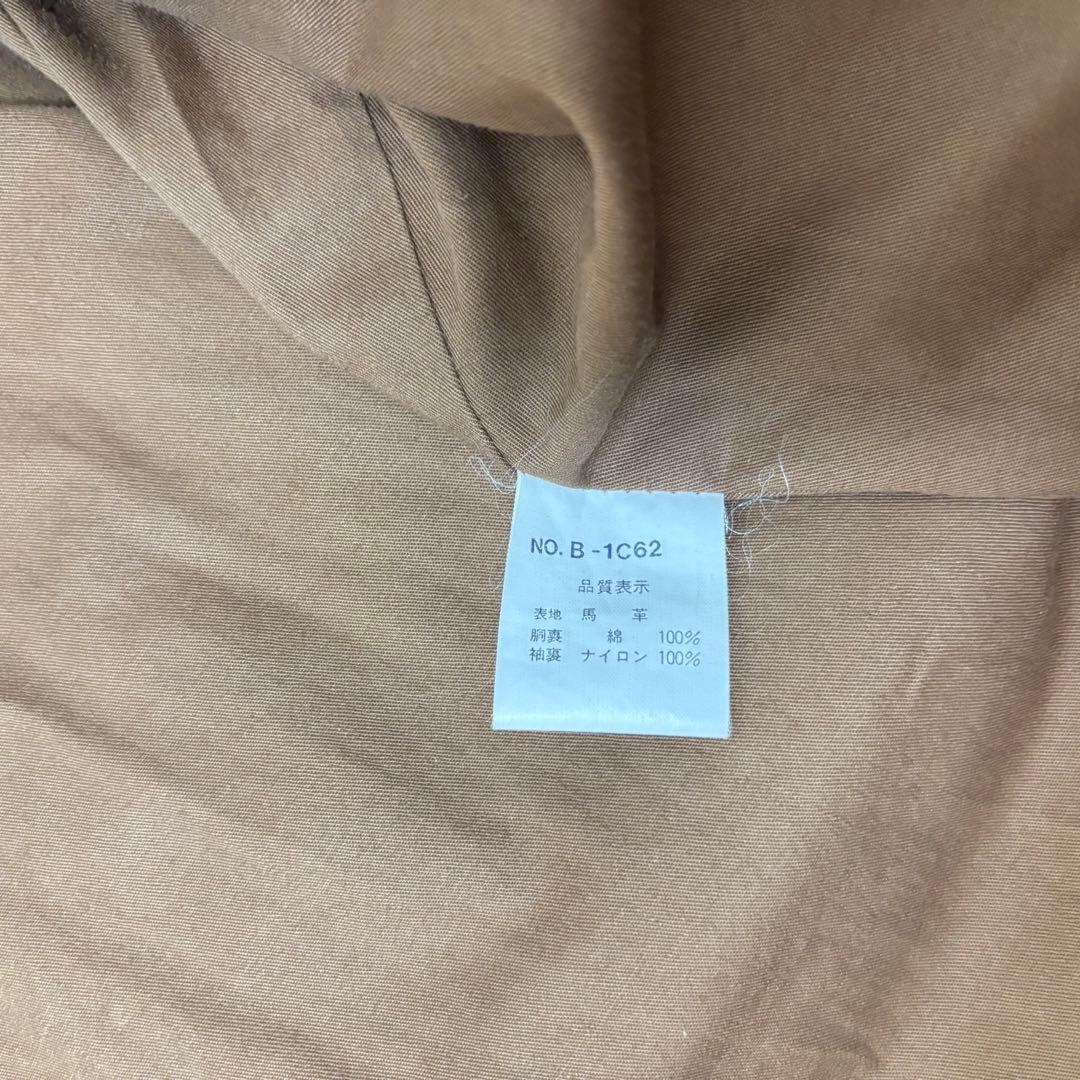 NO. B-1C62
品質表示
表地 馬 革
胴裏 綿 100%
袖裏 ナイロン 100%